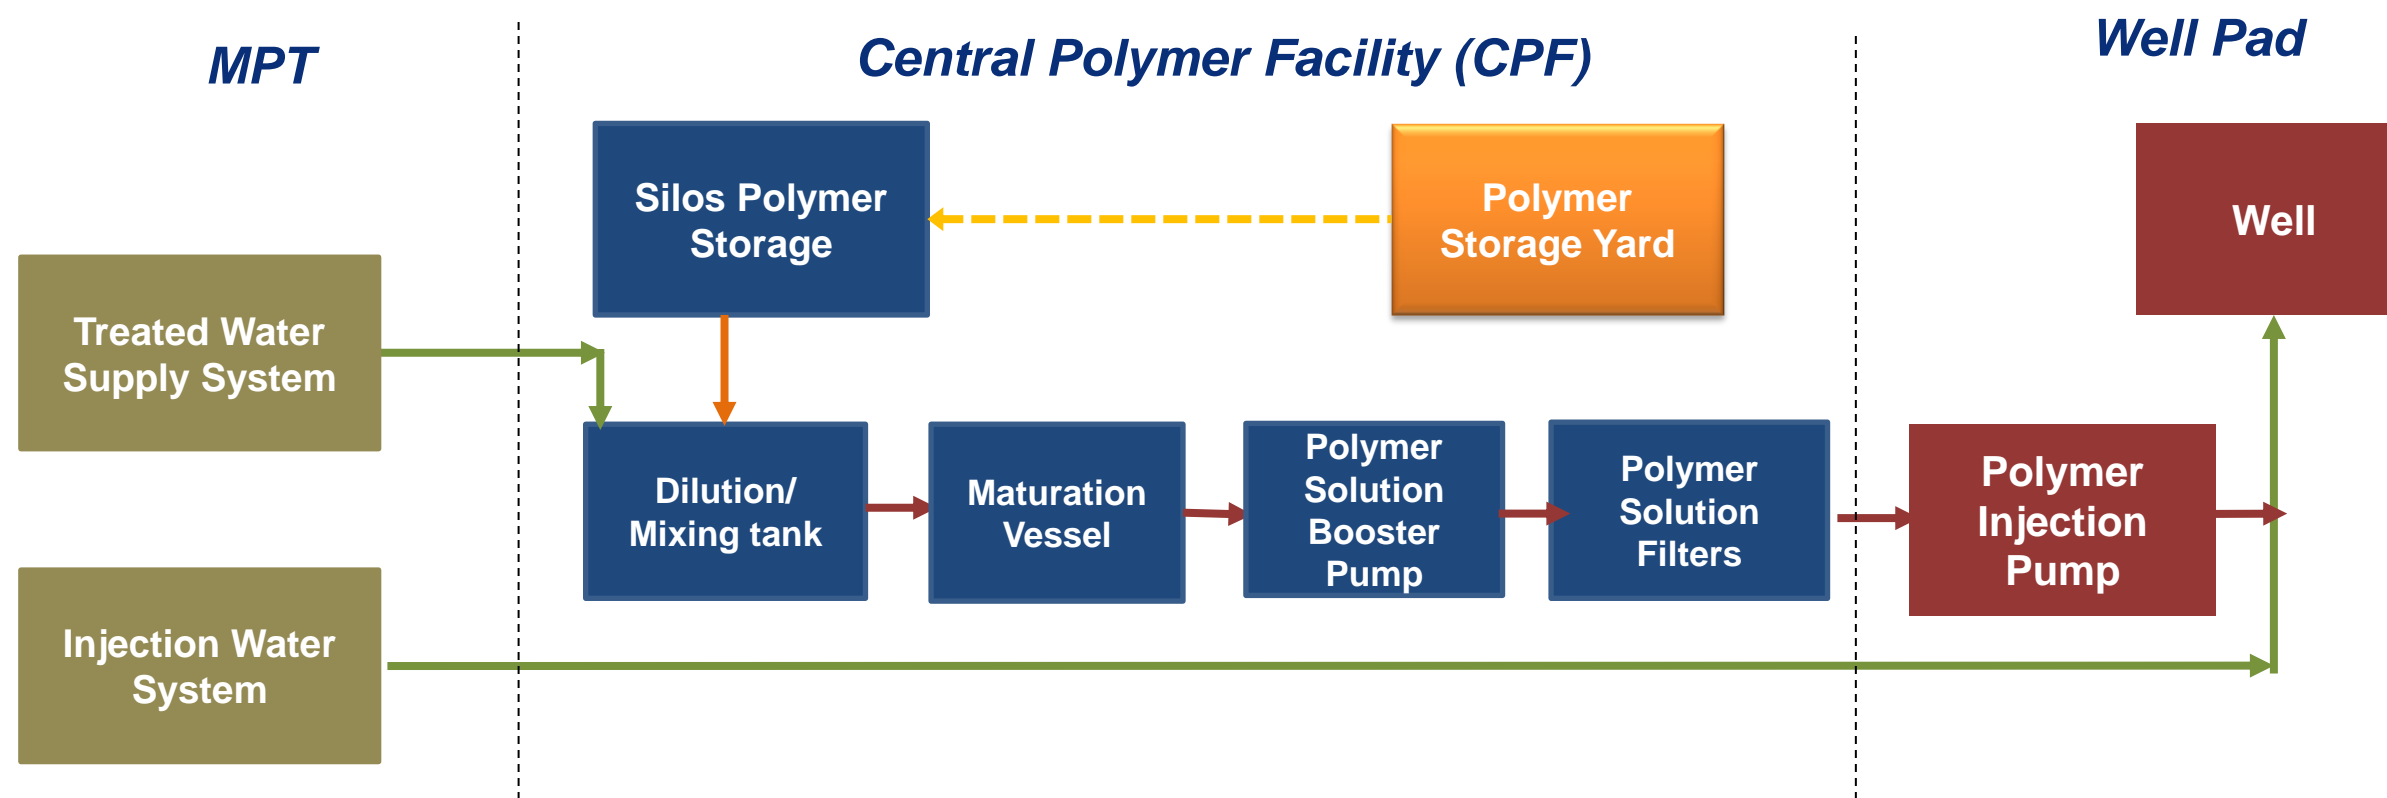 MPT
Central Polymer Facility (CPF)
Well Pad
Silos Polymer
Storage
Polymer
Storage Yard
Well
Treated Water
Supply System
Dilution/
Mixing tank
Maturation
Vessel
Polymer
Solution
Booster
Pump
Polymer
Solution
Filters
Polymer
Injection
Pump
Injection Water
System